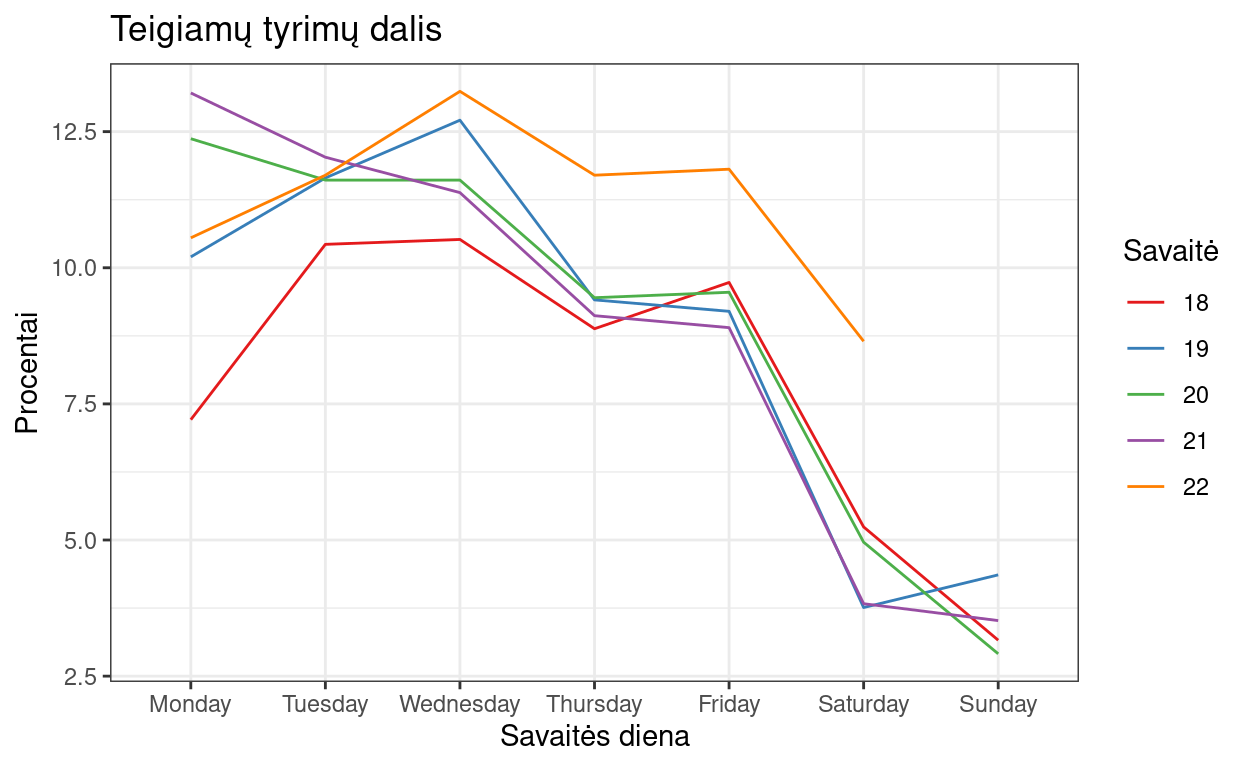 Teigiamų tyrimų dalis
Procentai
12.5
10.0
7.5
5.0
2.5
Monday Tuesday Wednesday Thursday Friday Saturday Sunday
Savaitės diena
Savaitė
18
19
20
21
22